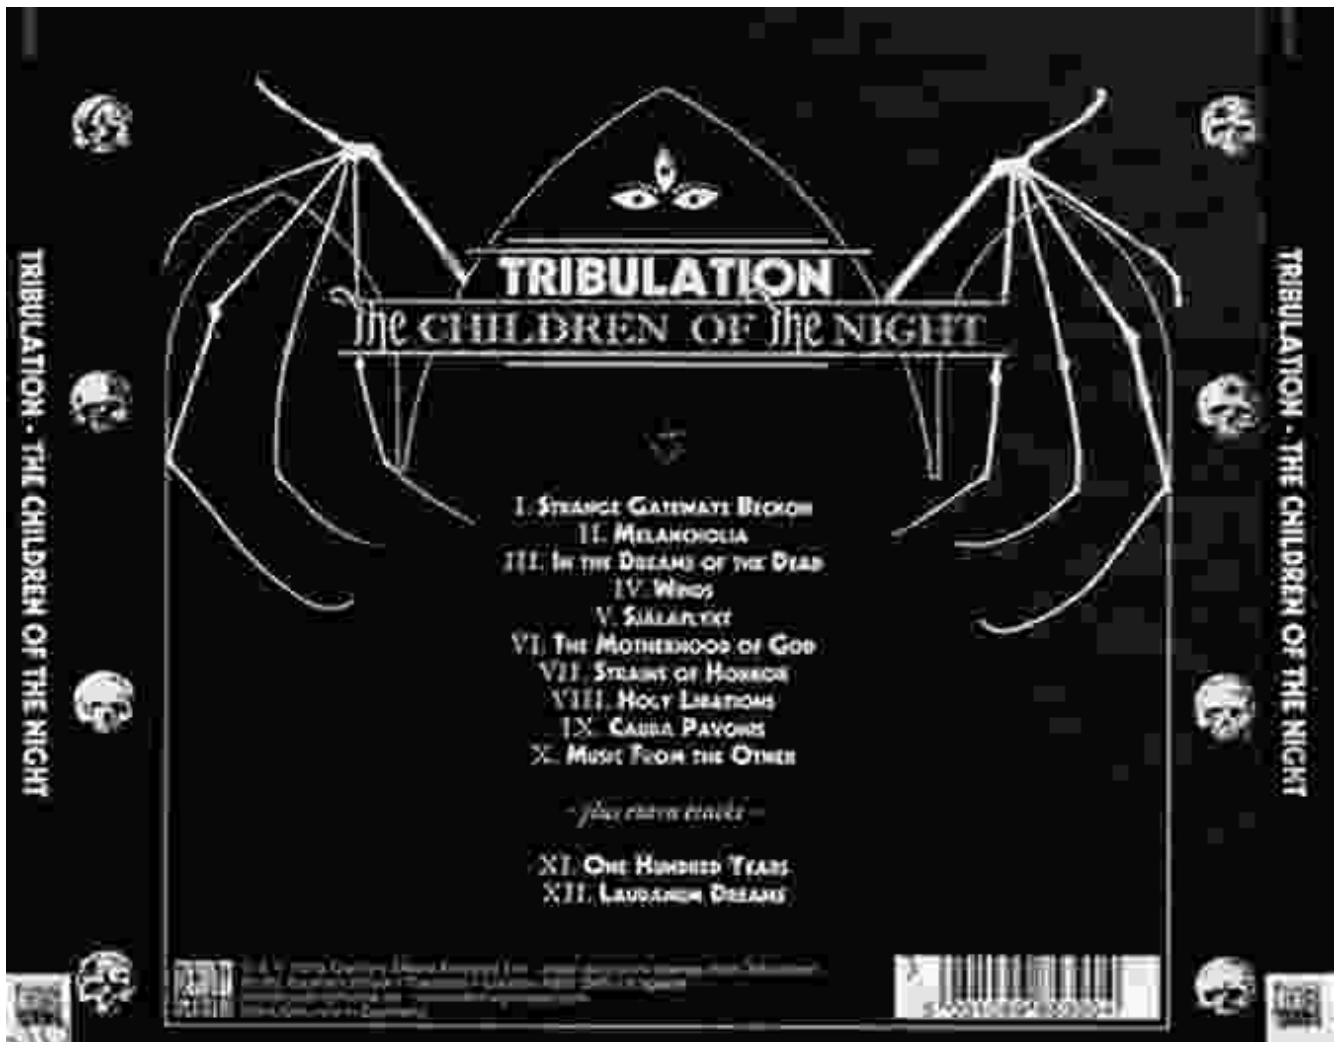 TRIBULATION
the CHILDREN OF the NIGHT
I. STRANGE GATEWAYS BECKON
II. MELANCHOLIA
III. IN THE DREAMS OF THE DEAD
IV. WINDS
V. SJÄLAFLYKT
VI. THE MOTHERHOOD OF GOD
VII. STRAINS OF HORROR
VIII. HOLY LIBATIONS
IX. CAUDA PAVONIS
X. MUSIC FROM THE OTHER
~ plus extra tracks ~
XI. ONE HUNDRED YEARS
XII. LAUDANUM DREAMS
TRIBULATION · THE CHILDREN OF THE NIGHT
TRIBULATION · THE CHILDREN OF THE NIGHT